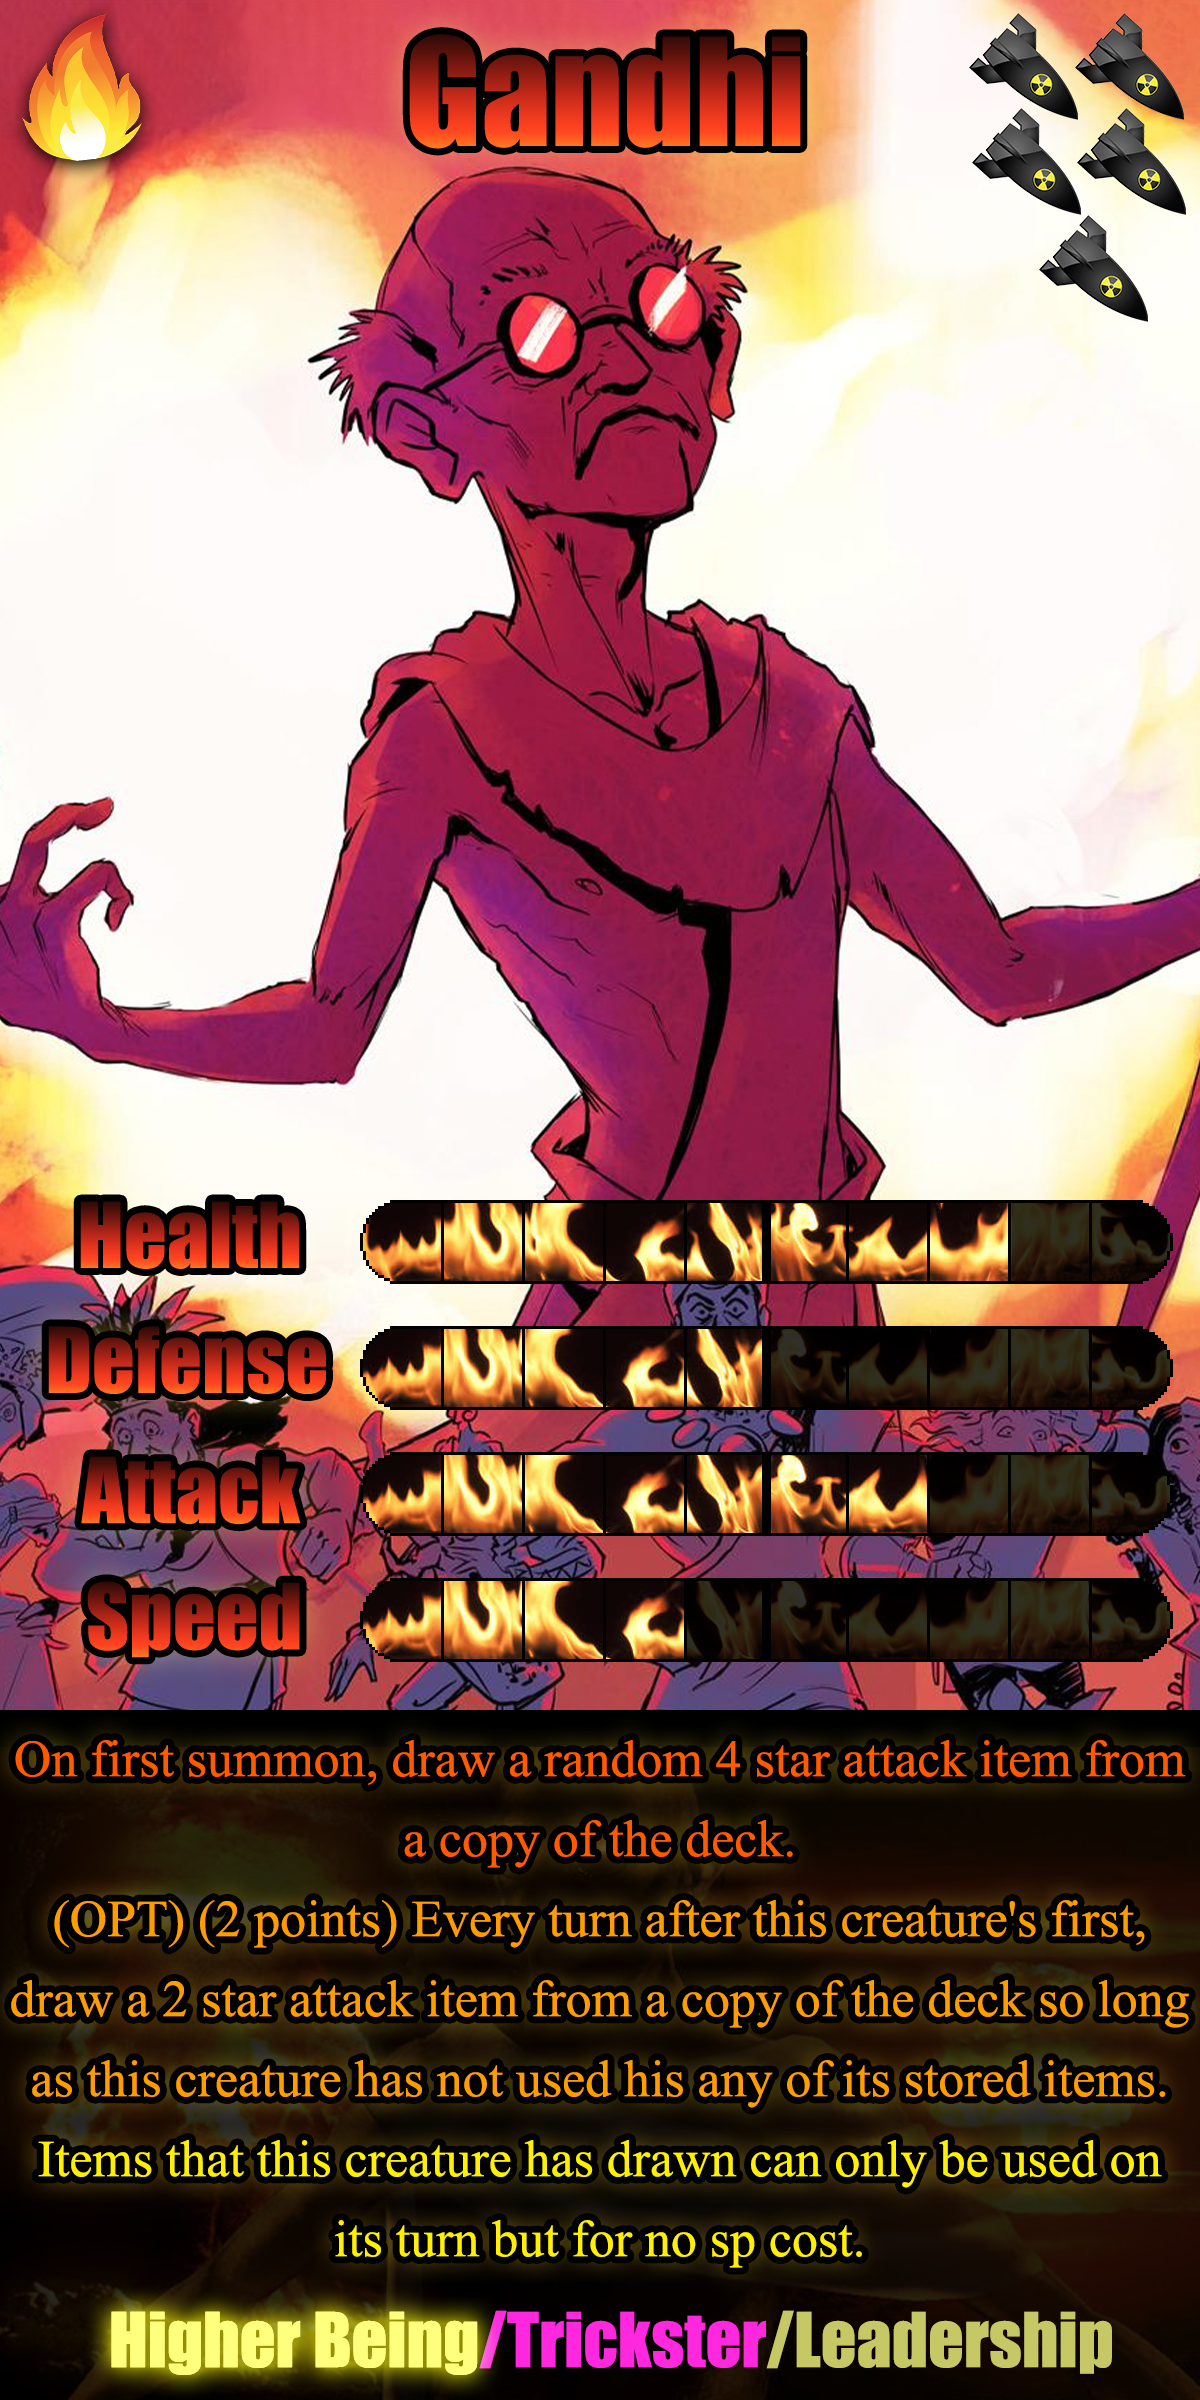 Gandhi
Health
Defense
Attack
Speed
On first summon, draw a random 4 star attack item from
a copy of the deck.
(OPT) (2 points) Every turn after this creature's first,
draw a 2 star attack item from a copy of the deck so long
as this creature has not used his any of its stored items.
Items that this creature has drawn can only be used on
its turn but for no sp cost.
Higher Being/Trickster/Leadership